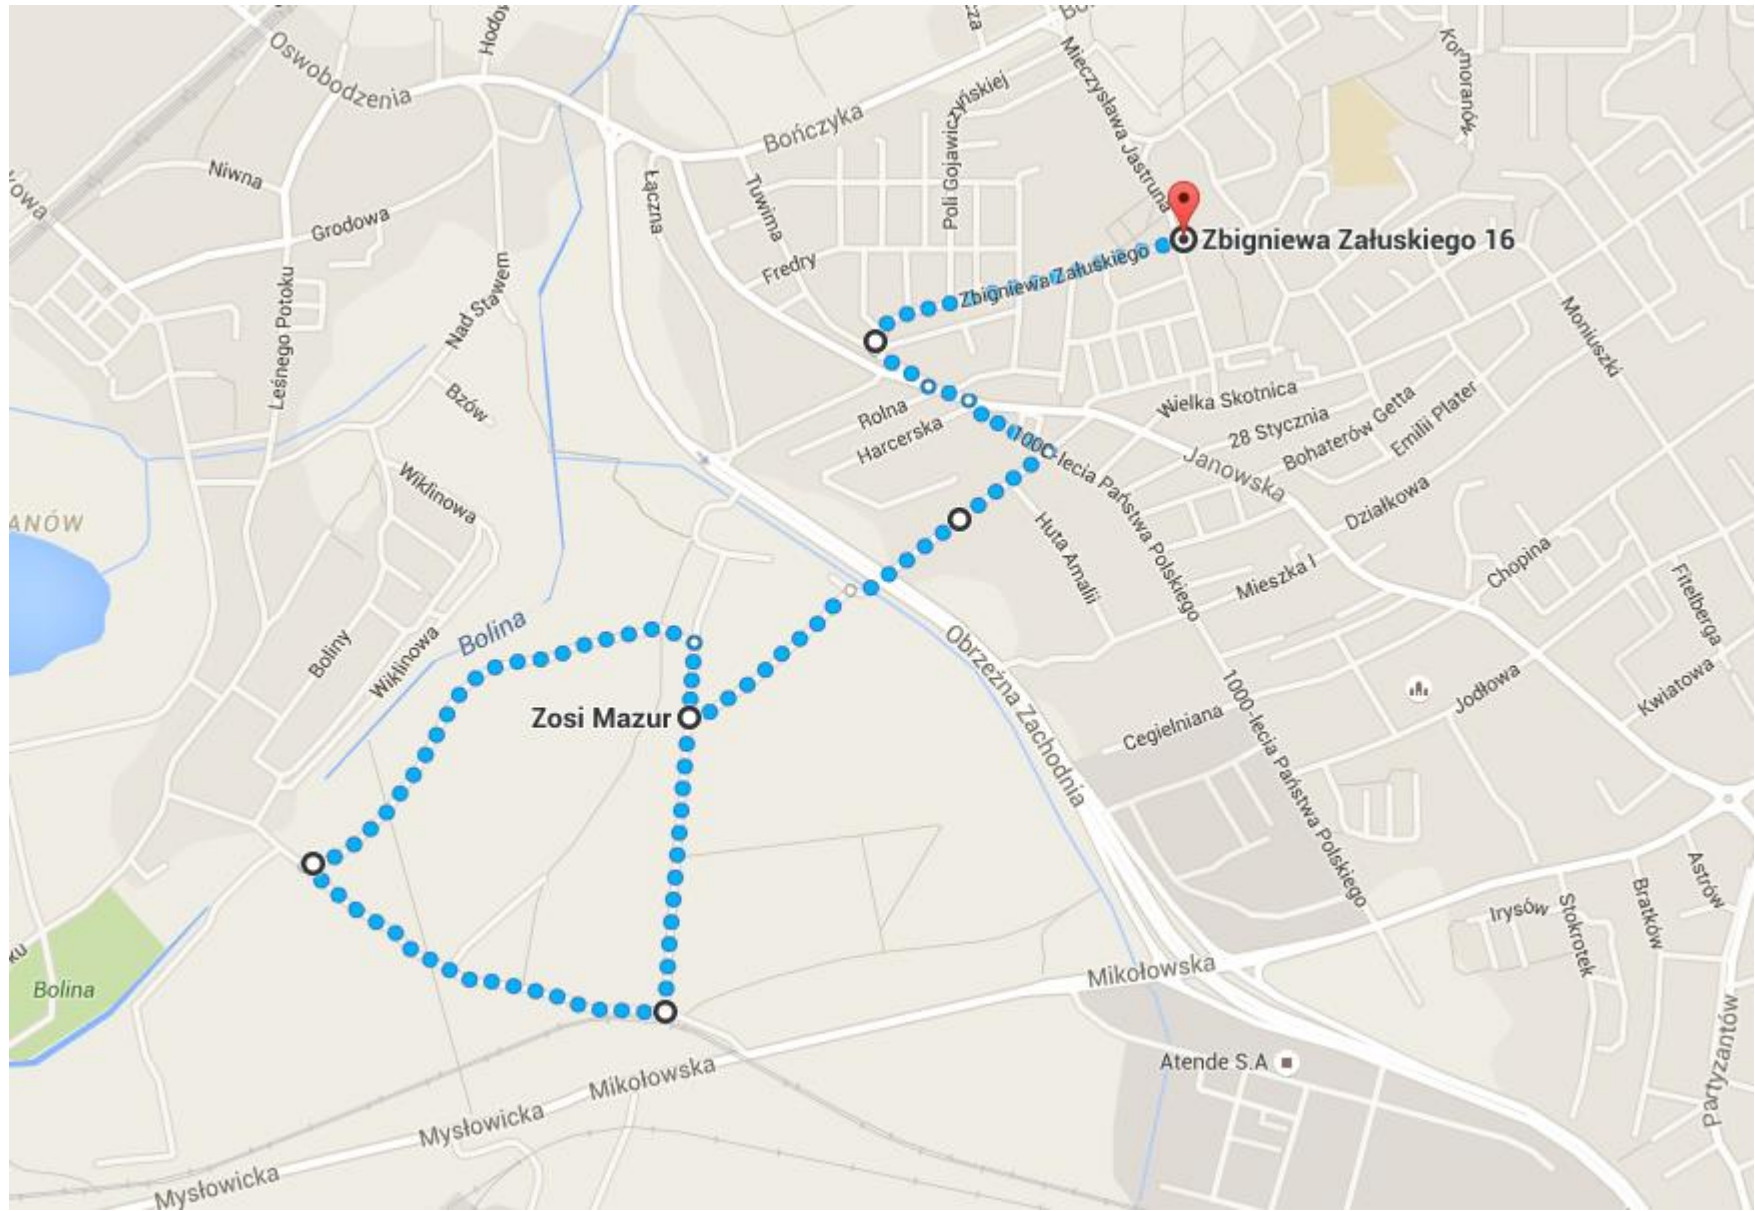 Oswobodzenia
Bończyka
Mieczysława Jastruna
Kormoranów
Niwna
Grodowa
Łączna
Tuwima
Poli Gojawiczyńskiej
Fredry
Zbigniewa Załuskiego
Zbigniewa Załuskiego 16
Leśnego Potoku
Nad Stawem
Bzów
Moniuszki
Rolna
Harcerska
Wielka Skotnica
28 Stycznia
Bohaterów Getta
Emilii Plater
Janowska
1000-lecia Państwa Polskiego
Działkowa
Wiklinowa
Huta Amalii
Mieszka I
Chopina
Fitelberga
Bolina
Boliny
Wiklinowa
Obrzeżna Zachodnia
1000-lecia Państwa Polskiego
Jodłowa
Kwiatowa
Zosi Mazur
Cegielniana
Astrów
Bratków
Irysów
Stokrotek
Bolina
Mikołowska
Partyzantów
Atende S.A
Mikołowska
Mysłowicka
Mysłowicka